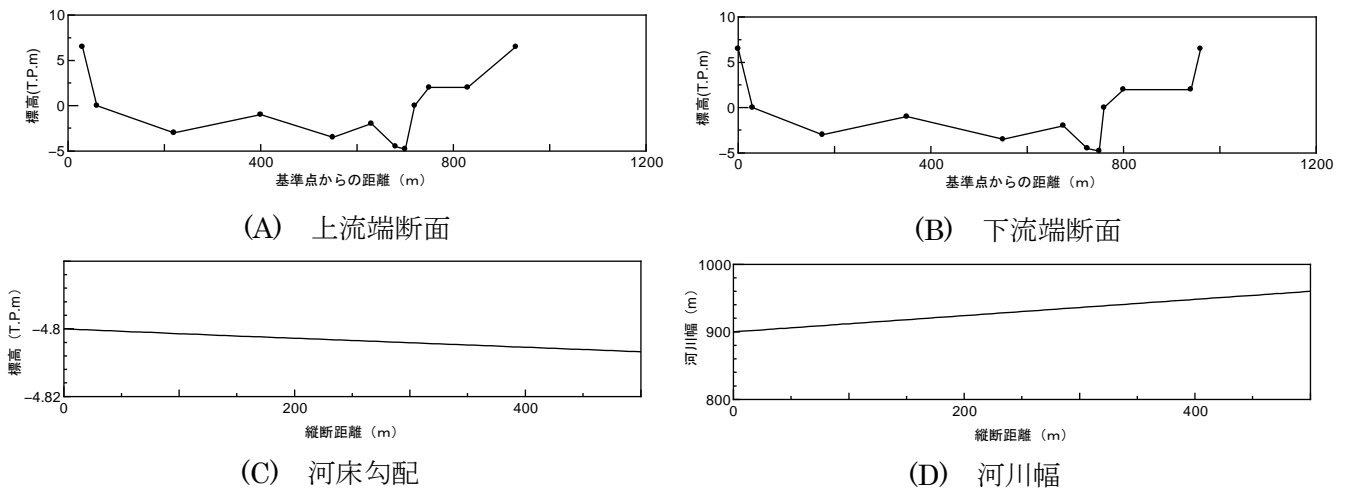 10
5
0
−5
標高(T.P.m)
0
400
800
1200
基準点からの距離（m）
(A) 上流端断面
10
5
0
−5
標高(T.P.m)
0
400
800
1200
基準点からの距離（m）
(B) 下流端断面
−4.8
−4.82
標高（T.P.m）
0
200
400
縦断距離（m）
(C) 河床勾配
1000
900
800
河川幅（m）
0
200
400
縦断距離（m）
(D) 河川幅